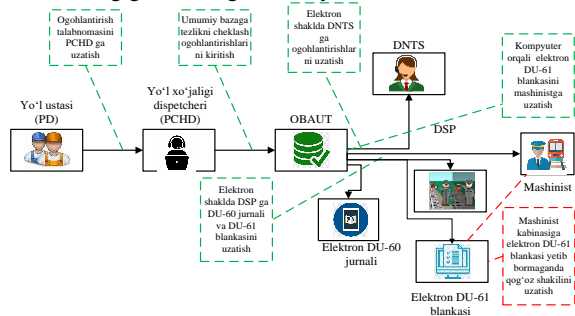 Ogohlantirish
talabnomasini
PCHD ga
uzatish
Umumiy bazaga
tezlikni cheklash
ogohlantirishlari
ni kiritish
Elektron
shaklda DNTS
ga
ogohlantirishlar
ni uzatish
DNTS
Kompyuter
orqali elektron
DU-61
blankasini
mashinistga
uzatish
Yo‘l ustasi
(PD)
Yo‘l xo‘jaligi
dispetcheri
(PCHD)
OBAUT
DSP
Mashinist
Elektron
shaklda DSP ga
DU-60 jurnali
va DU-61
blankasini
uzatish
Elektron DU-60
jurnali
Elektron DU-61
blankasi
Mashinist
kabinasiga
elektron DU-61
blankasi yetib
bormaganda
qog‘oz shakilini
uzatish